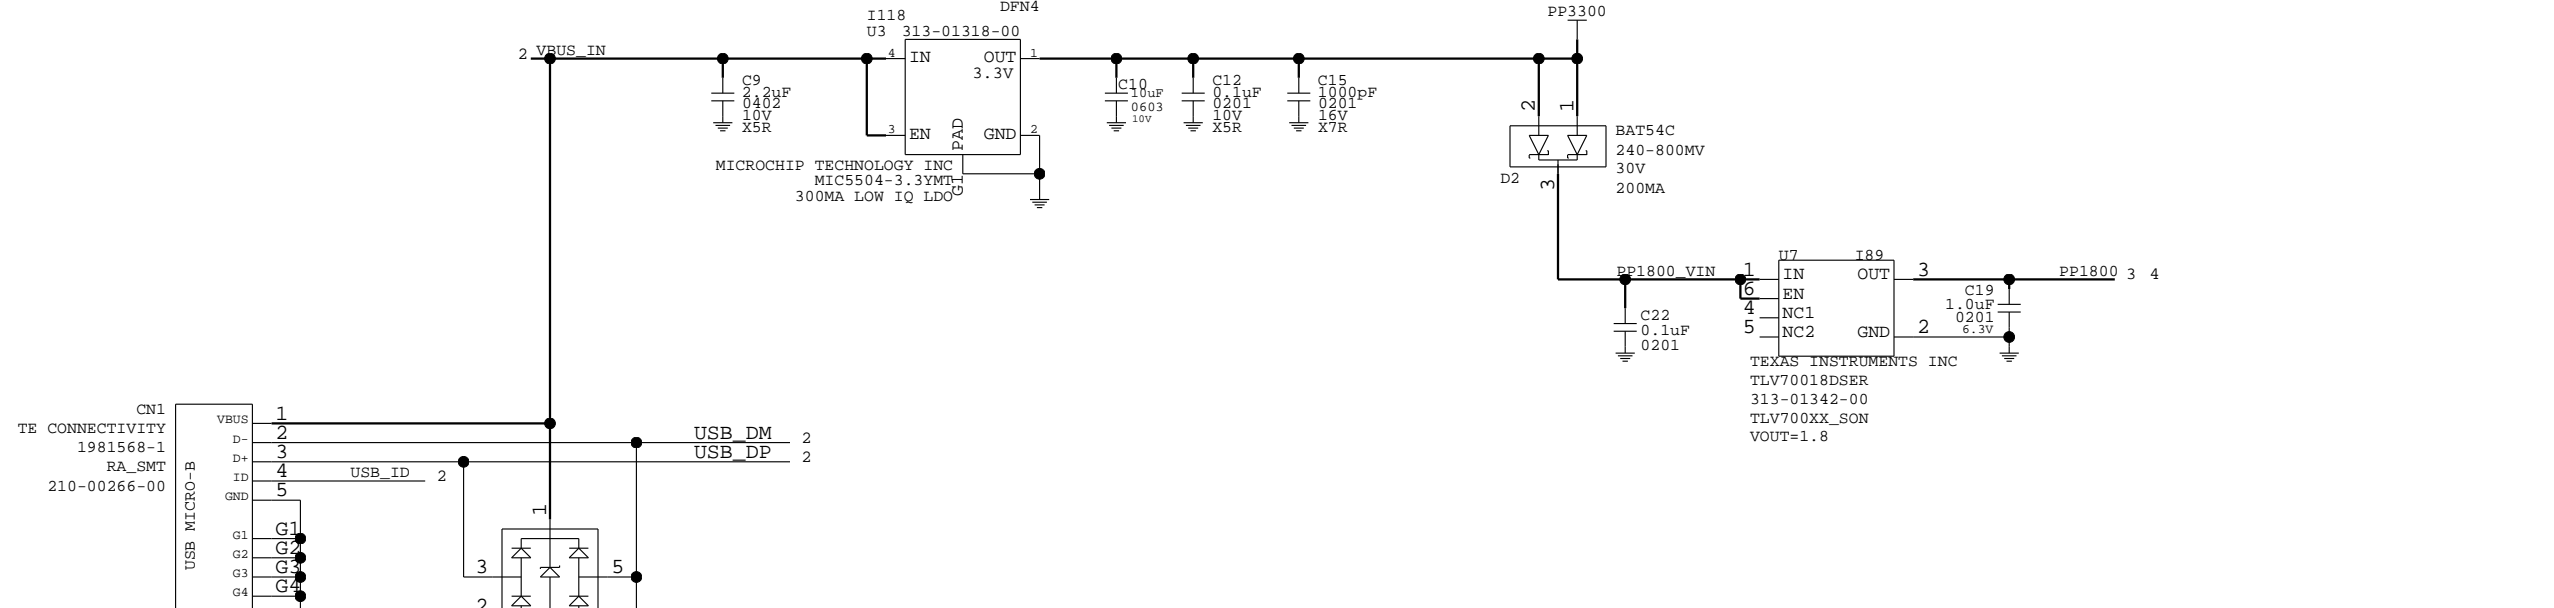 DFN4
I118
U3 313-01318-00
PP3300
2 VBUS_IN
4 IN
OUT 1
3.3V
3 EN
GND 2
PAD
G1
MICROCHIP TECHNOLOGY INC
MIC5504-3.3YMT
300MA LOW IQ LDO
C9
2.2uF
0402
10V
X5R
C10
10uF
0603
10V
C12
0.1uF
0201
10V
X5R
C15
1000pF
0201
16V
X7R
2
1
BAT54C
240-800MV
30V
200MA
D2
3
PP1800_VIN
U7
I89
1 IN
6 EN
4 NC1
5 NC2
OUT 3
GND 2
PP1800 3 4
C19
1.0uF
0201
6.3V
C22
0.1uF
0201
TEXAS INSTRUMENTS INC
TLV70018DSER
313-01342-00
TLV700XX_SON
VOUT=1.8
CN1
TE CONNECTIVITY
1981568-1
RA_SMT
210-00266-00
USB MICRO-B
VBUS 1
D- 2
D+ 3
ID 4
GND 5
G1 G1
G2 G2
G3 G3
G4 G4
USB_DM 2
USB_DP 2
USB_ID 2
1
3
5
2